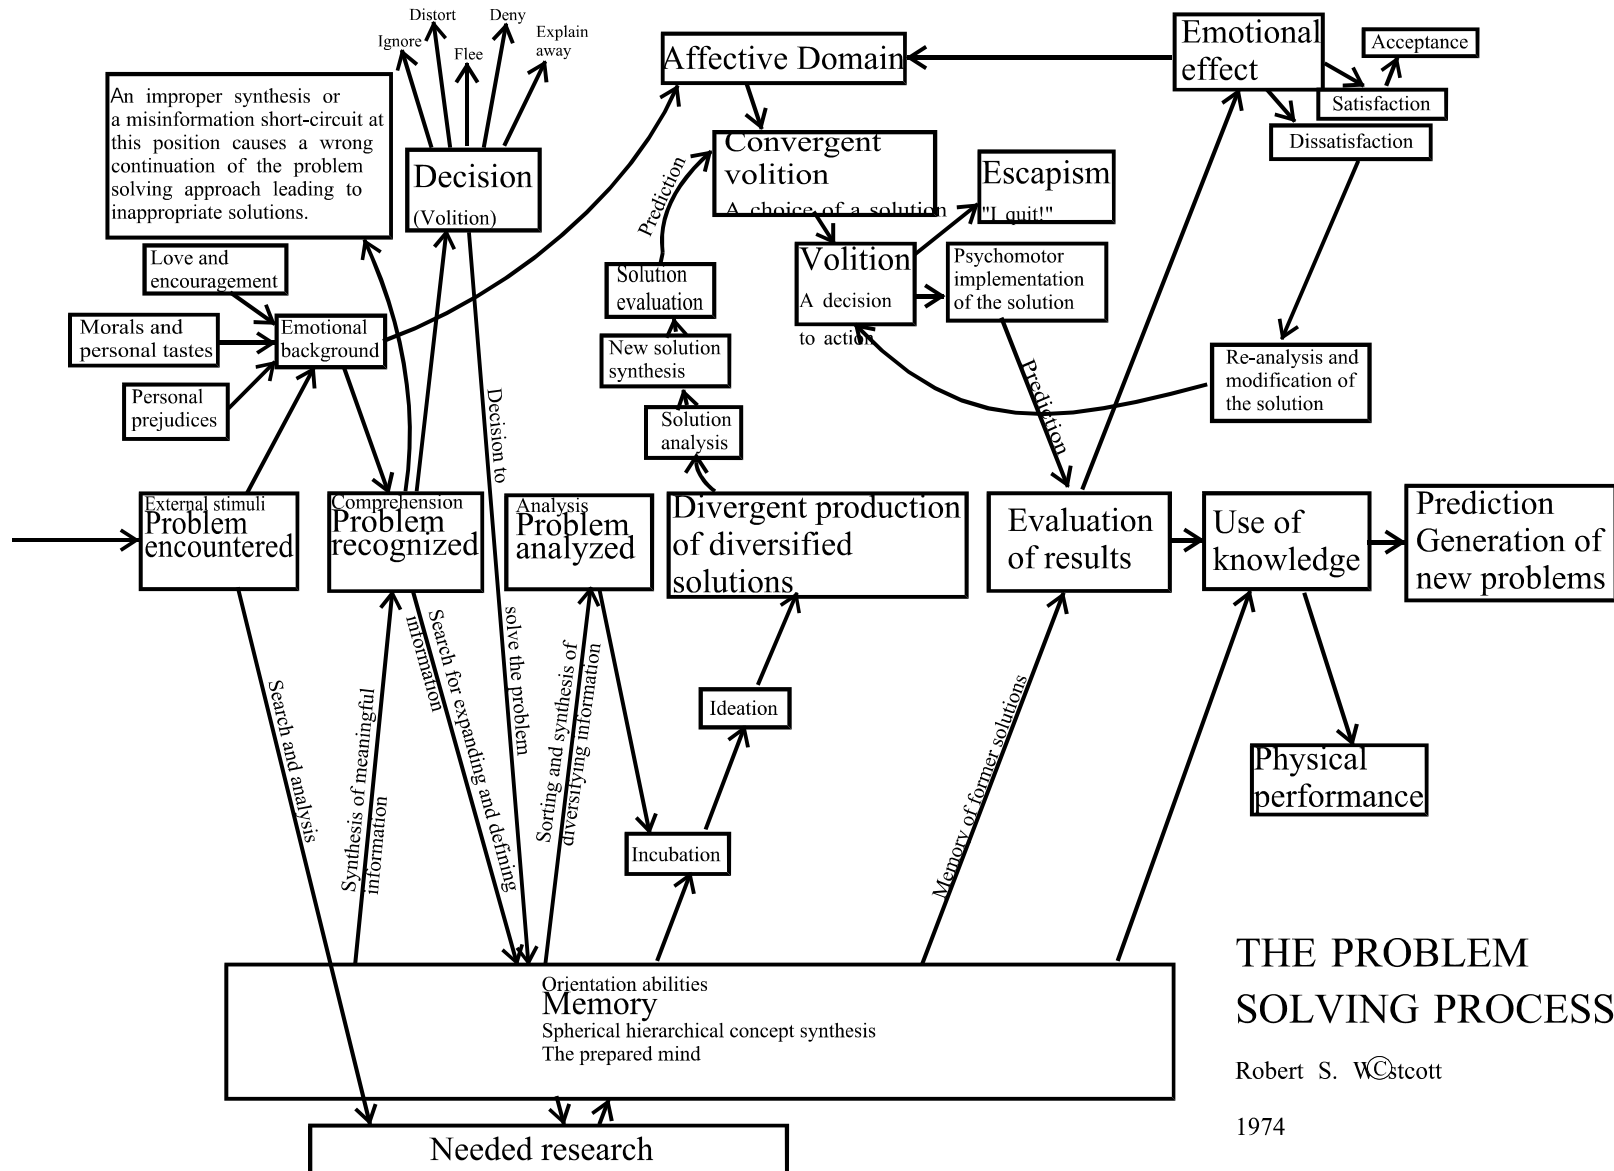 Distort
Deny
Ignore
Flee
Explain
away
An improper synthesis or
a misinformation short-circuit at
this position causes a wrong
continuation of the problem
solving approach leading to
inappropriate solutions.
Decision
(Volition)
Affective Domain
Emotional
effect
Acceptance
Satisfaction
Dissatisfaction
Convergent
volition
A choice of a solution
Escapism
"I quit!"
Prediction
Love and
encouragement
Morals and
personal tastes
Personal
prejudices
Emotional
background
Solution
evaluation
New solution
synthesis
Solution
analysis
Volition
A decision
to action
Psychomotor
implementation
of the solution
Prediction
Re-analysis and
modification of
the solution
External stimuli
Problem
encountered
Comprehension
Problem
recognized
Analysis
Problem
analyzed
Divergent production
of diversified
solutions
Evaluation
of results
Use of
knowledge
Prediction
Generation of
new problems
Decision to
solve the problem
Search and analysis
Synthesis of meaningful
information
Search for expanding and defining
information
Sorting and synthesis of
diversifying information
Ideation
Incubation
Memory of former solutions
Physical
performance
Orientation abilities
Memory
Spherical hierarchical concept synthesis
The prepared mind
Needed research
THE PROBLEM
SOLVING PROCESS
Robert S. W©stcott
1974